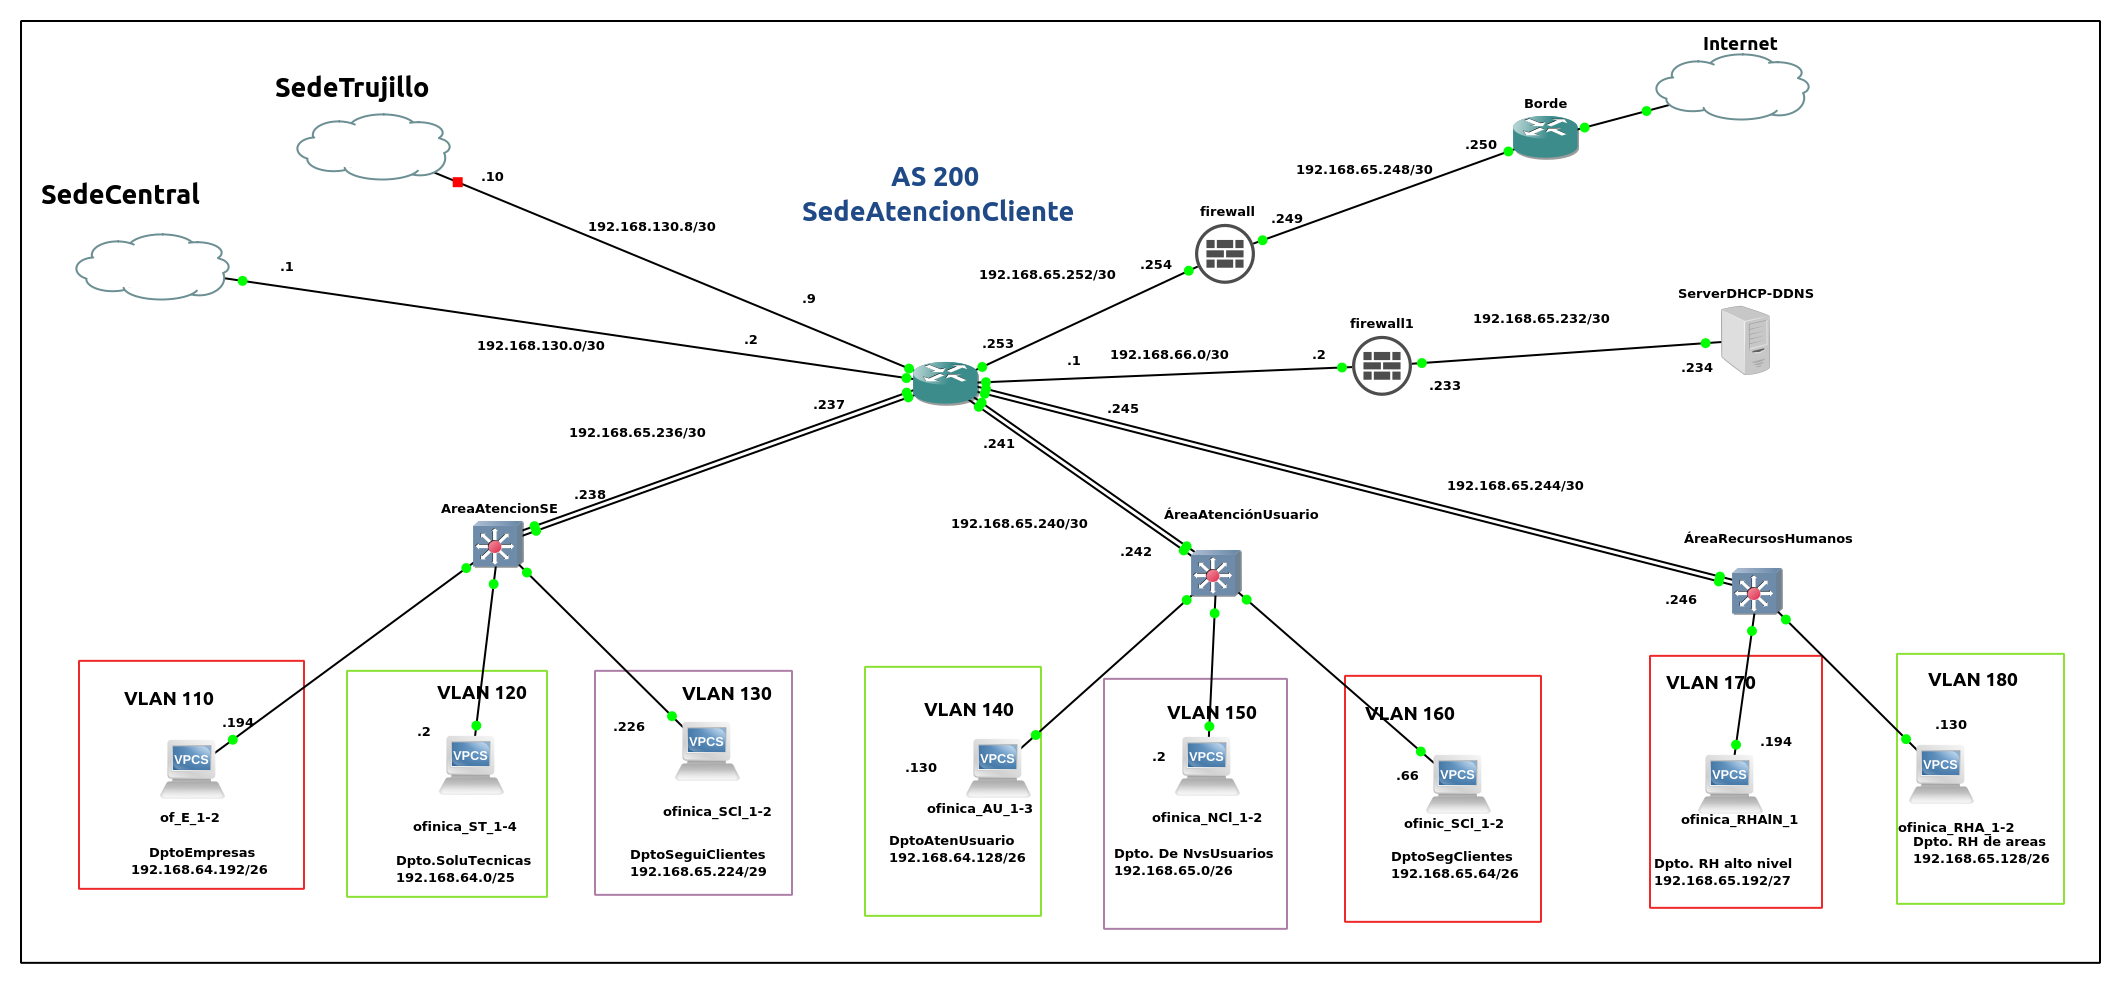 Internet
SedeTrujillo
Borde
.250
192.168.65.248/30
.10
AS 200
SedeAtencionCliente
SedeCentral
firewall
.249
192.168.130.8/30
.254
192.168.65.252/30
.1
.9
ServerDHCP-DDNS
firewall1
192.168.65.232/30
.2
192.168.130.0/30
.253
.1
192.168.66.0/30
.2
.234
.233
.237
.245
192.168.65.236/30
.241
192.168.65.244/30
.238
AreaAtencionSE
192.168.65.240/30
ÁreaAtenciónUsuario
.242
ÁreaRecursosHumanos
.246
VLAN 110
.194
VPCS
of_E_1-2
DptoEmpresas
192.168.64.192/26
VLAN 120
.2
VPCS
ofinica_ST_1-4
Dpto.SoluTecnicas
192.168.64.0/25
VLAN 130
.226
VPCS
ofinica_SCl_1-2
DptoSeguiClientes
192.168.65.224/29
VLAN 140
.130
VPCS
ofinica_AU_1-3
DptoAtenUsuario
192.168.64.128/26
VLAN 150
.2
VPCS
ofinica_NCl_1-2
Dpto. De NvsUsuarios
192.168.65.0/26
VLAN 160
.66
VPCS
ofinic_SCl_1-2
DptoSegClientes
192.168.65.64/26
VLAN 170
.194
VPCS
ofinica_RHAlN_1
Dpto. RH alto nivel
192.168.65.192/27
VLAN 180
.130
VPCS
ofinica_RHA_1-2
Dpto. RH de areas
192.168.65.128/26